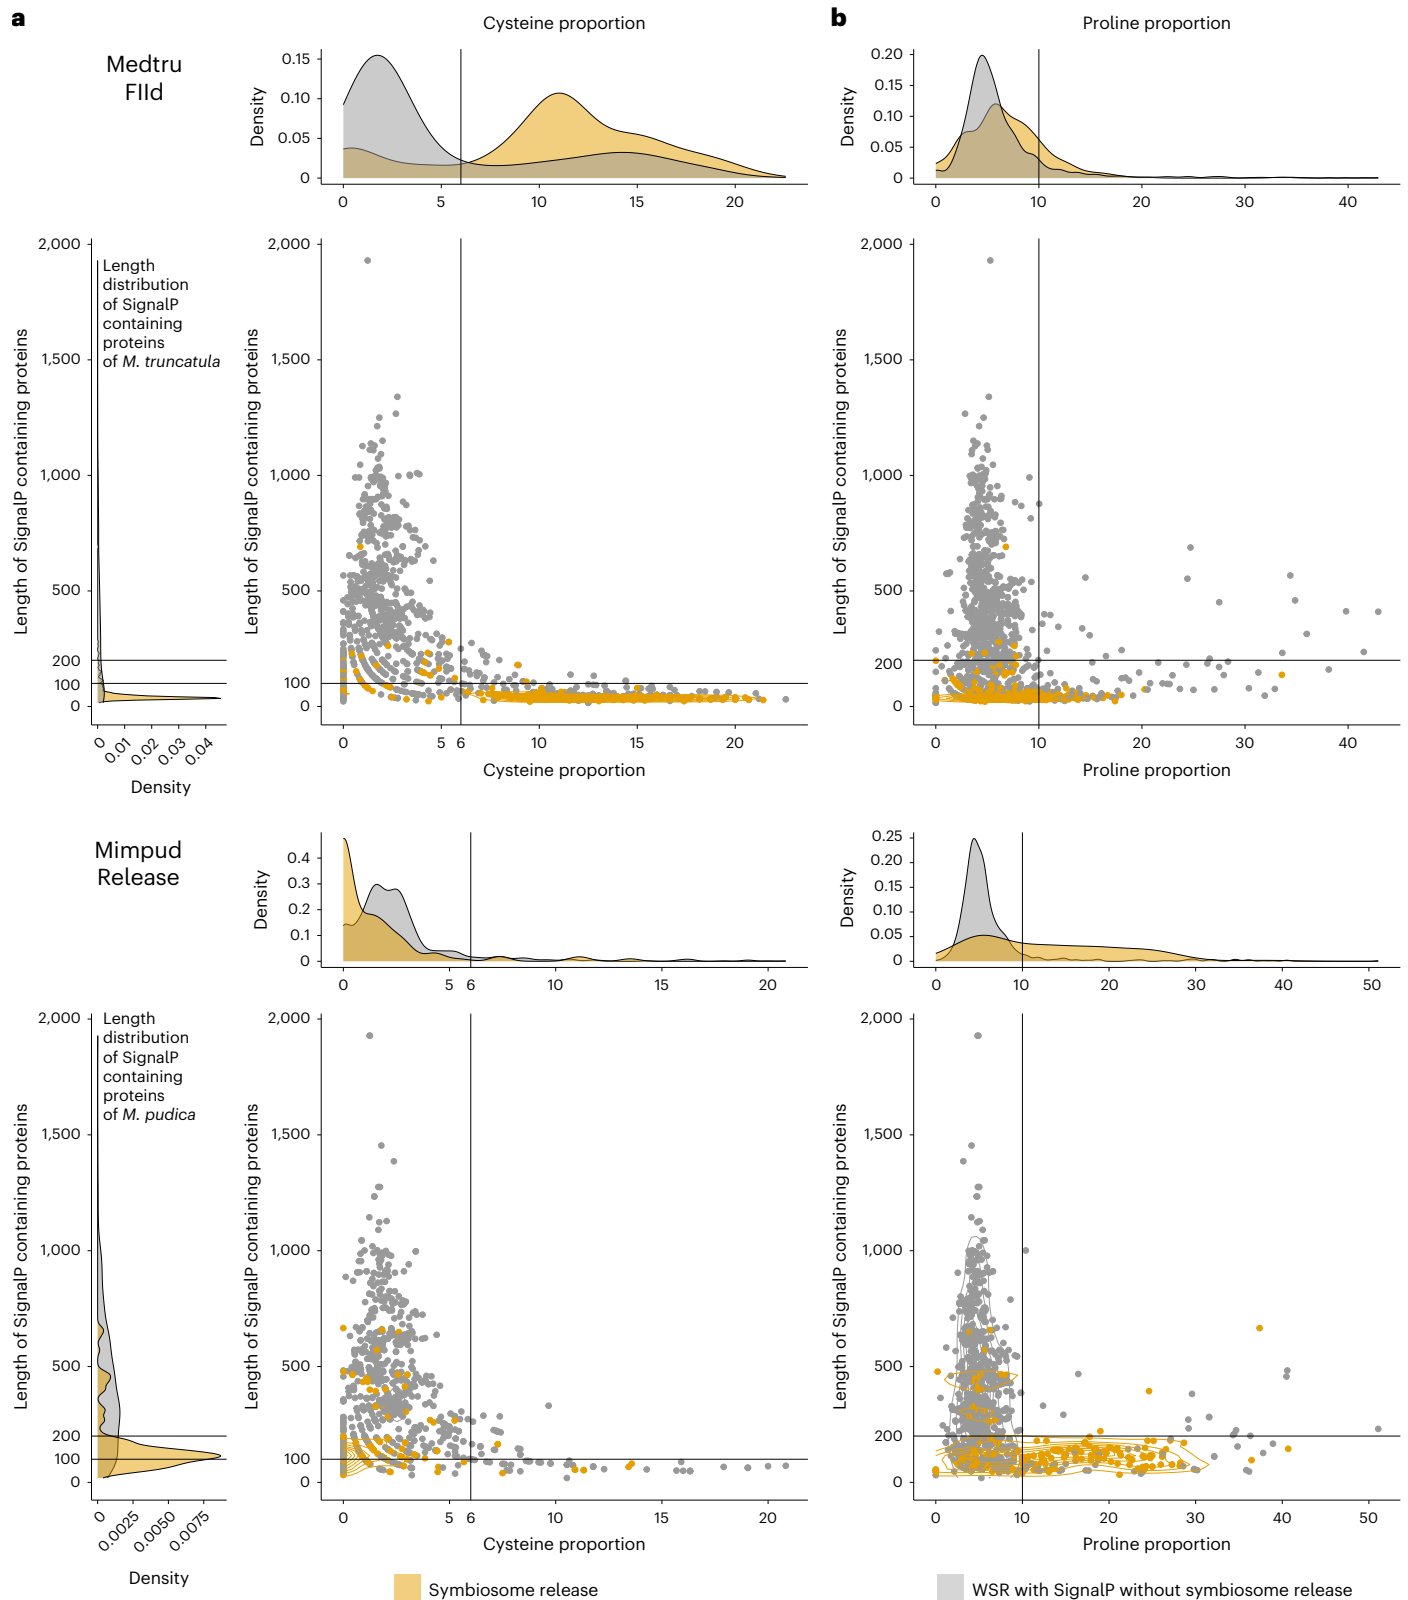 a
Cysteine proportion
b
Proline proportion
Medtru
FIId
Density
0.15
0.10
0.05
0
0 5 10 15 20
Density
0.20
0.15
0.10
0.05
0
0 10 20 30 40
Length of SignalP containing proteins
2,000
1,500
1,000
500
200
100
0
Length
distribution
of SignalP
containing
proteins
of M. truncatula
0 0.01 0.02 0.03 0.04
Density
Length of SignalP containing proteins
2,000
1,500
1,000
500
100
0
0 5 6 10 15 20
Cysteine proportion
Length of SignalP containing proteins
2,000
1,500
1,000
500
200
0
0 10 20 30 40
Proline proportion
Mimpud
Release
Density
0.4
0.3
0.2
0.1
0
0 5 6 10 15 20
Density
0.25
0.20
0.15
0.10
0.05
0
0 10 20 30 40 50
Length of SignalP containing proteins
2,000
1,500
1,000
500
200
100
0
Length
distribution
of SignalP
containing
proteins
of M. pudica
0 0.0025 0.0050 0.0075
Density
Length of SignalP containing proteins
2,000
1,500
1,000
500
100
0
0 5 6 10 15 20
Cysteine proportion
Length of SignalP containing proteins
2,000
1,500
1,000
500
200
0
0 10 20 30 40 50
Proline proportion
Symbiosome release
WSR with SignalP without symbiosome release